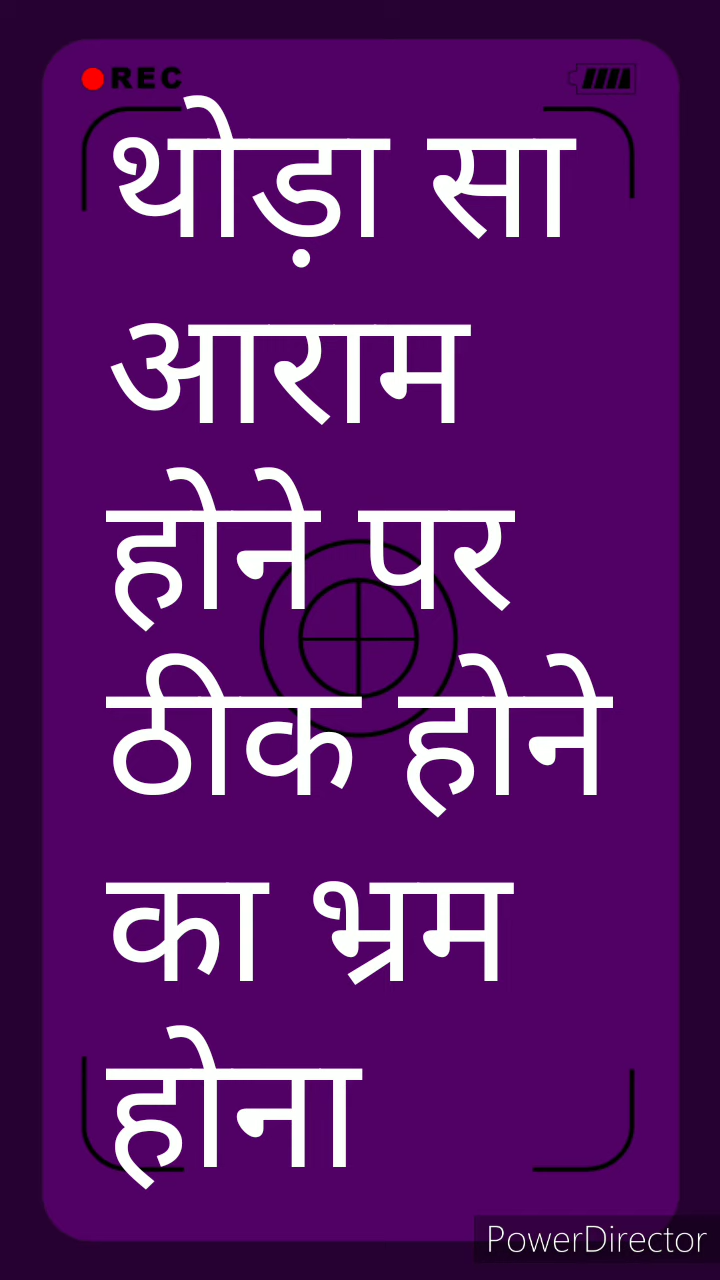 REC
थोड़ा सा
आराम
होने पर
ठीक होने
का भ्रम
होना
PowerDirector